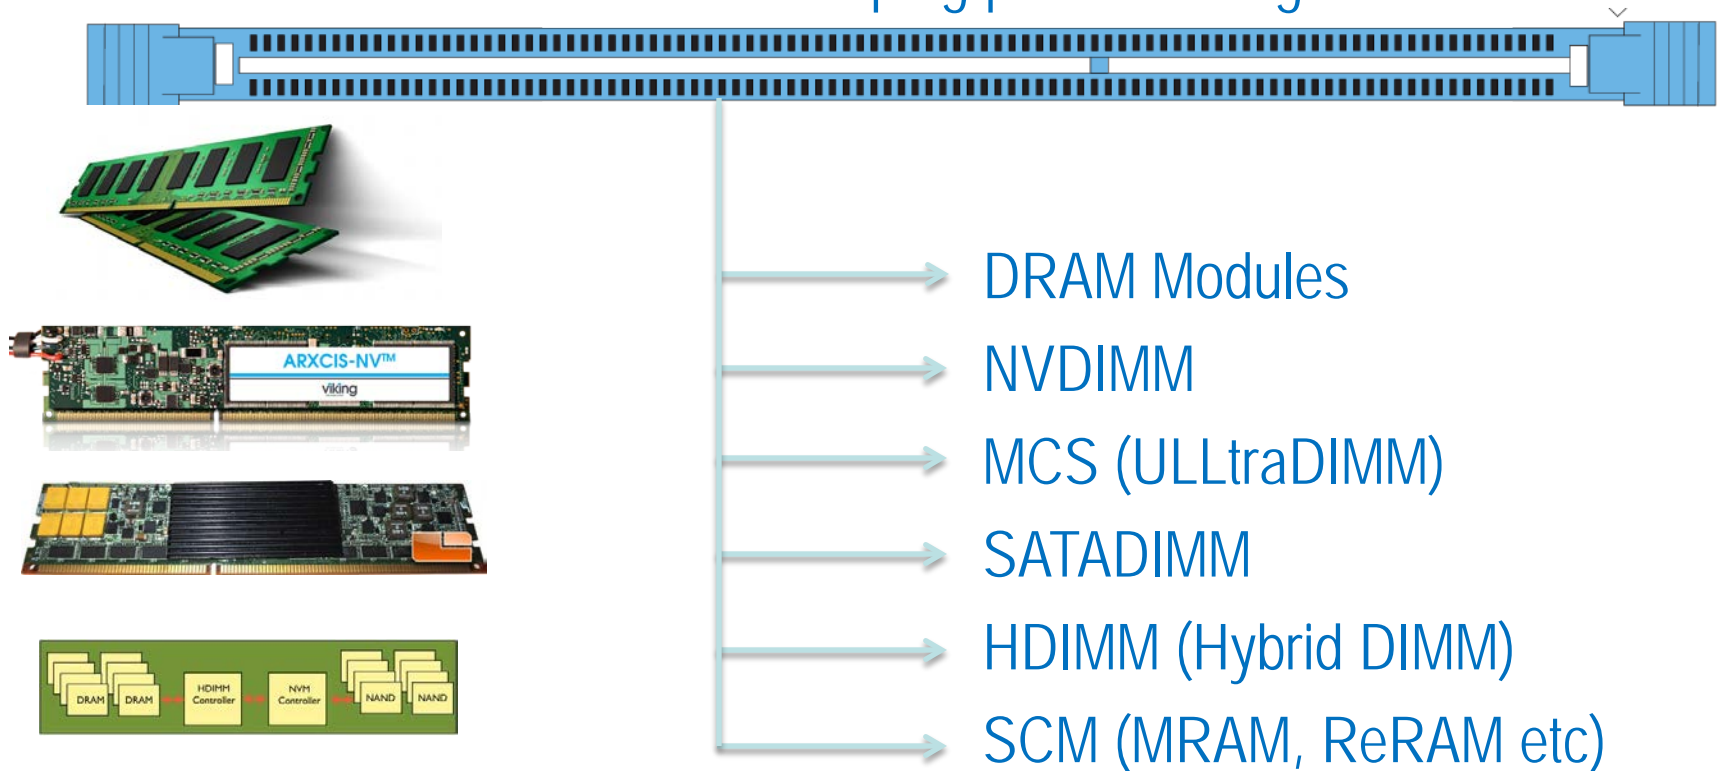 ARXCIS-NV™
viking
DRAM
DRAM
HDIMM
Controller
NVM
Controller
NAND
NAND
DRAM Modules
NVDIMM
MCS (ULLtraDIMM)
SATADIMM
HDIMM (Hybrid DIMM)
SCM (MRAM, ReRAM etc)